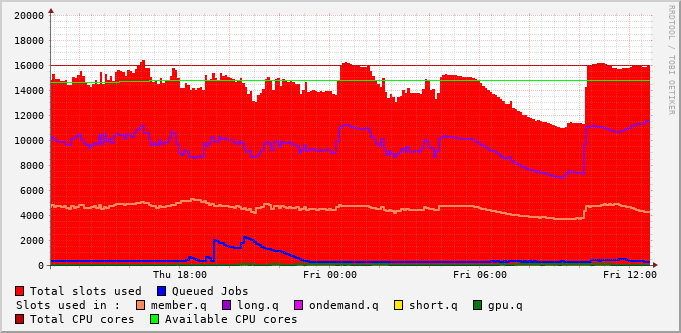 20000
18000
16000
14000
12000
10000
8000
6000
4000
2000
0
Thu 18:00 Fri 00:00 Fri 06:00 Fri 12:00
RRDTOOL / TOBI OETIKER
Total slots used Queued Jobs
Slots used in : member.q long.q ondemand.q short.q gpu.q
Total CPU cores Available CPU cores